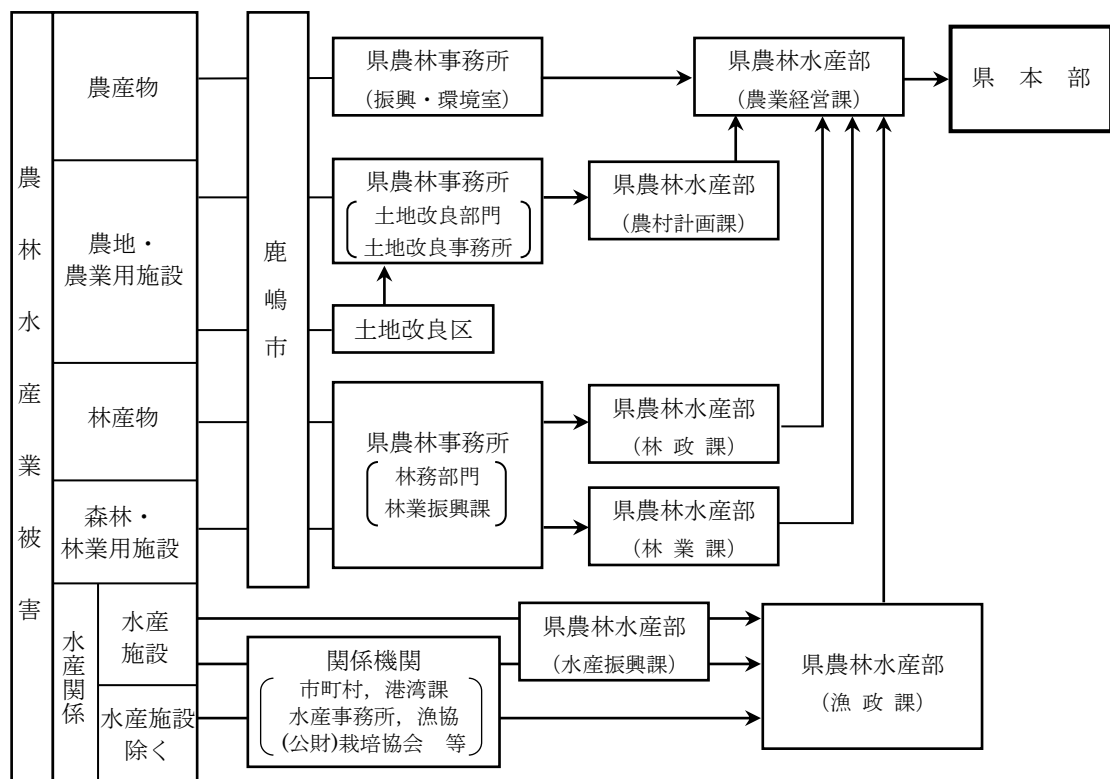 農林水産業被害
農産物
農地・
農業用施設
林産物
森林・
林業用施設
水産関係
水産
施設
水産施設
除く
鹿嶋市
県農林事務所
(振興・環境室)
県農林事務所
土地改良部門
土地改良事務所
土地改良区
県農林事務所
林務部門
林業振興課
関係機関
市町村，港湾課
水産事務所，漁協
(公財)栽培協会　等
県農林水産部
(農業経営課)
県農林水産部
(農村計画課)
県農林水産部
(林 政 課)
県農林水産部
(林 業 課)
県農林水産部
(水産振興課)
県農林水産部
(漁 政 課)
県　本　部